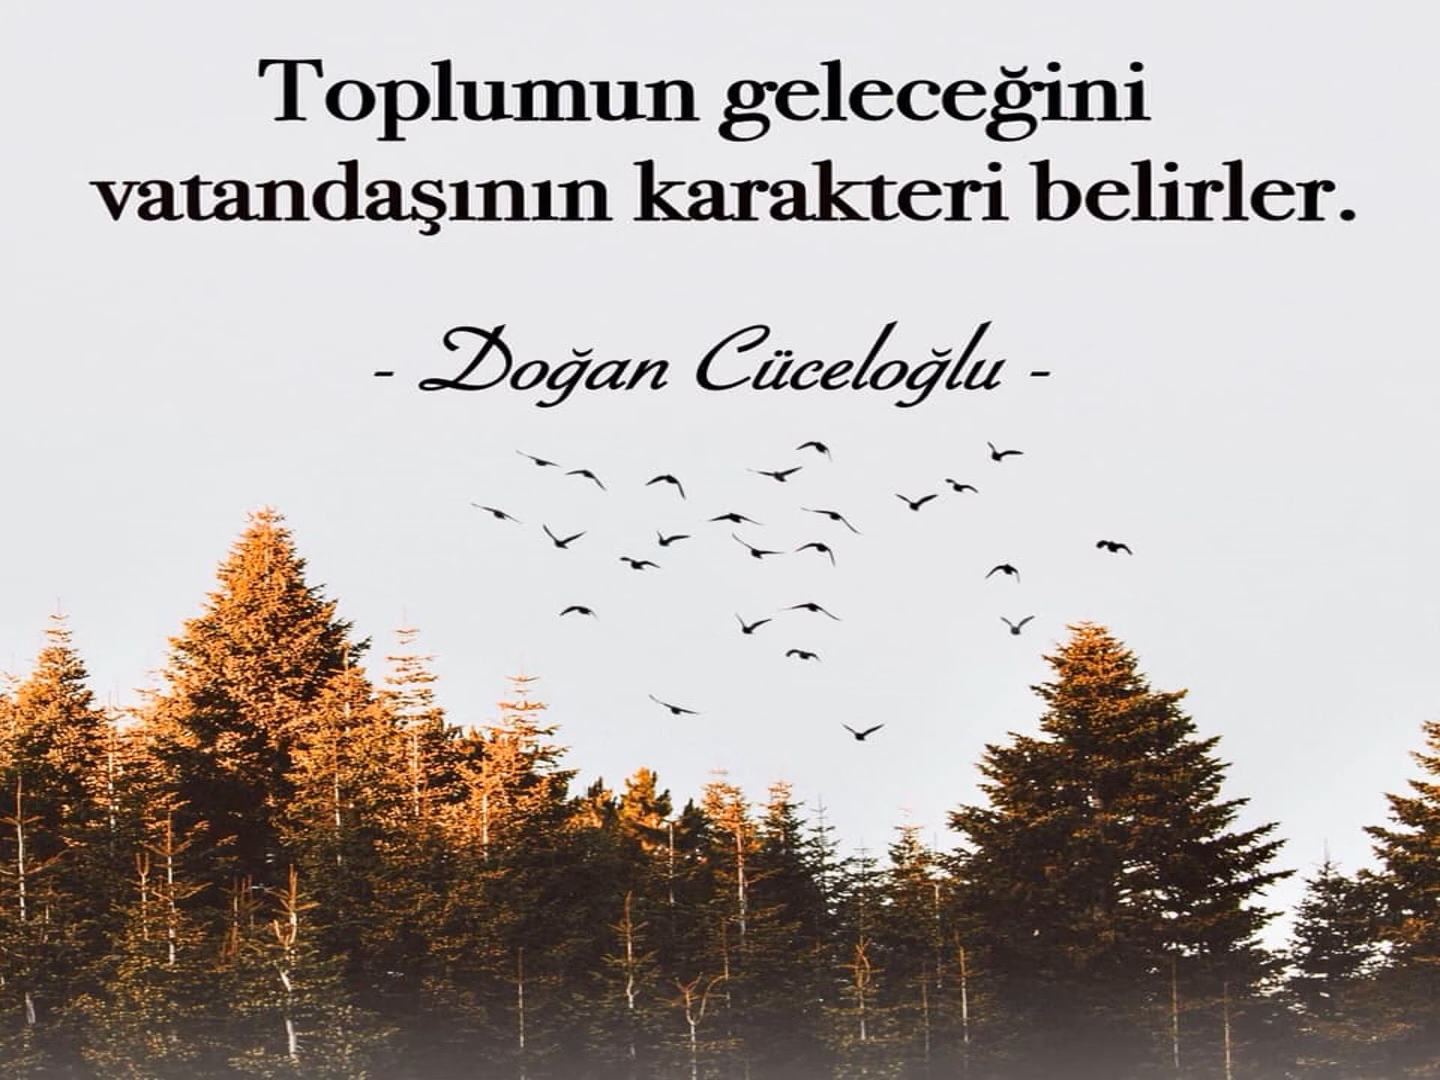 Toplumun geleceğini
vatandaşının karakteri belirler.
- Doğan Cüceloğlu -